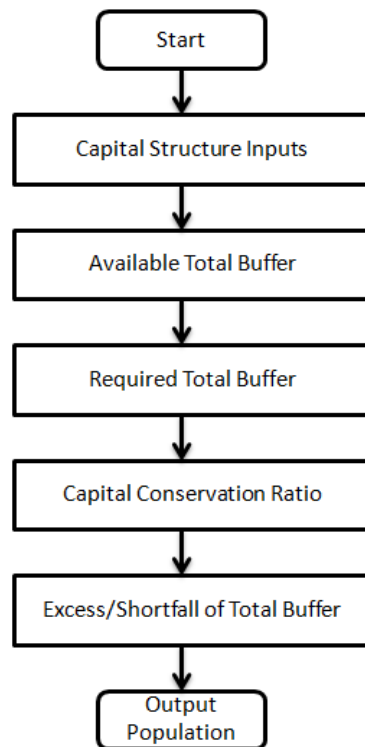 Start
Capital Structure Inputs
Available Total Buffer
Required Total Buffer
Capital Conservation Ratio
Excess/Shortfall of Total Buffer
Output
Population